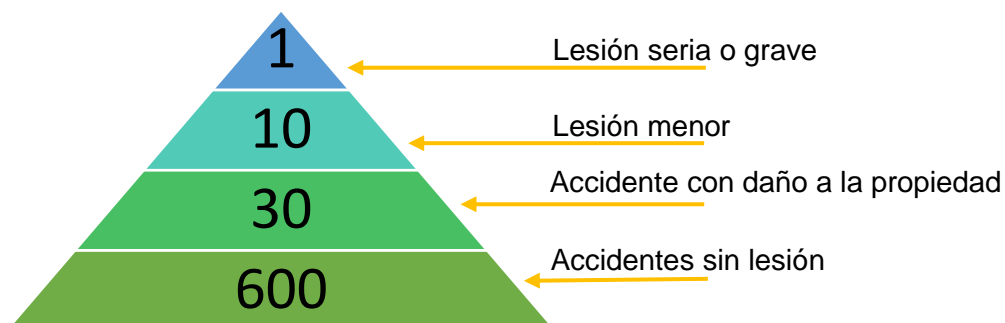 1
Lesión seria o grave
10
Lesión menor
30
Accidente con daño a la propiedad
600
Accidentes sin lesión